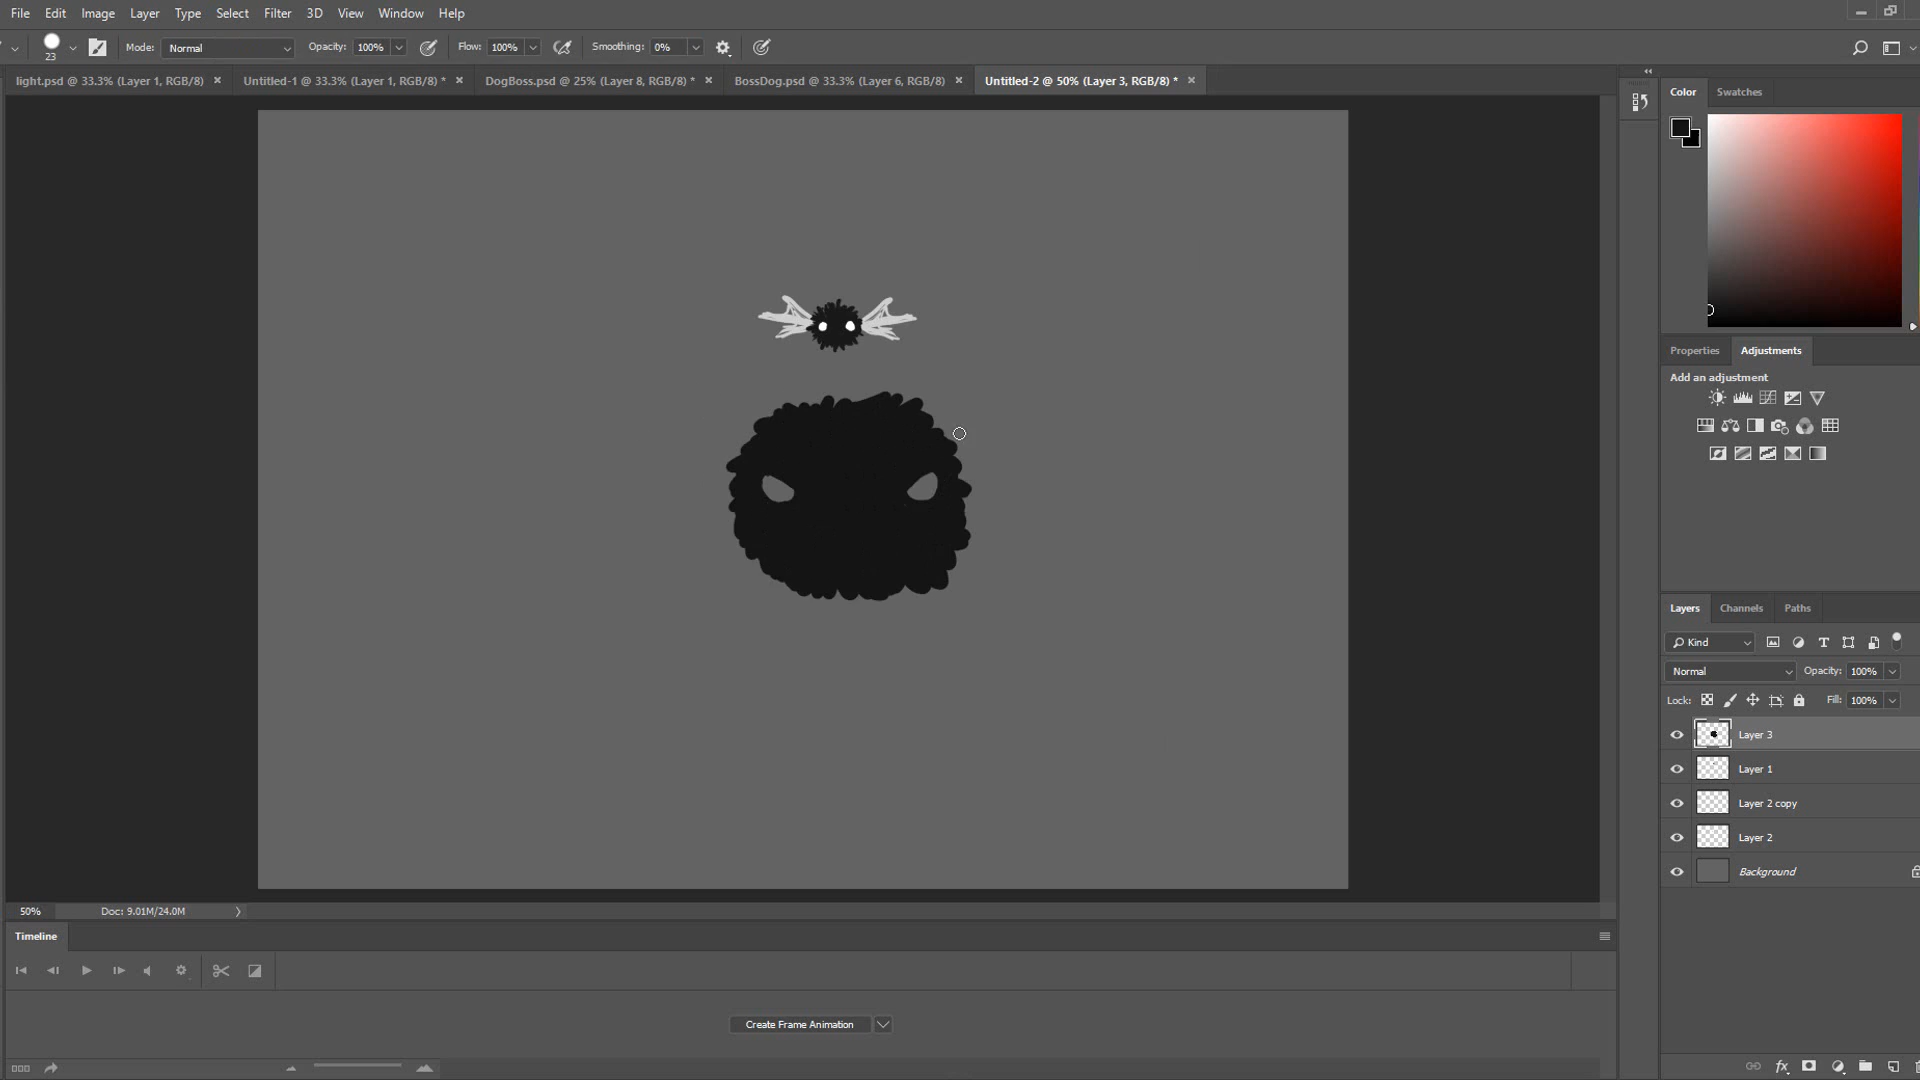 File Edit Image Layer Type Select Filter 3D View Window Help
23 Mode: Normal Opacity: 100% Flow: 100% Smoothing: 0%
light.psd @ 33.3% (Layer 1, RGB/8) Untitled-1 @ 33.3% (Layer 1, RGB/8) * DogBoss.psd @ 25% (Layer 8, RGB/8) * BossDog.psd @ 33.3% (Layer 6, RGB/8) Untitled-2 @ 50% (Layer 3, RGB/8) *
Color Swatches
Properties Adjustments
Add an adjustment
Layers Channels Paths
Kind
Normal Opacity: 100%
Lock: Fill: 100%
Layer 3
Layer 1
Layer 2 copy
Layer 2
Background
50% Doc: 9.01M/24.0M
Timeline
Create Frame Animation